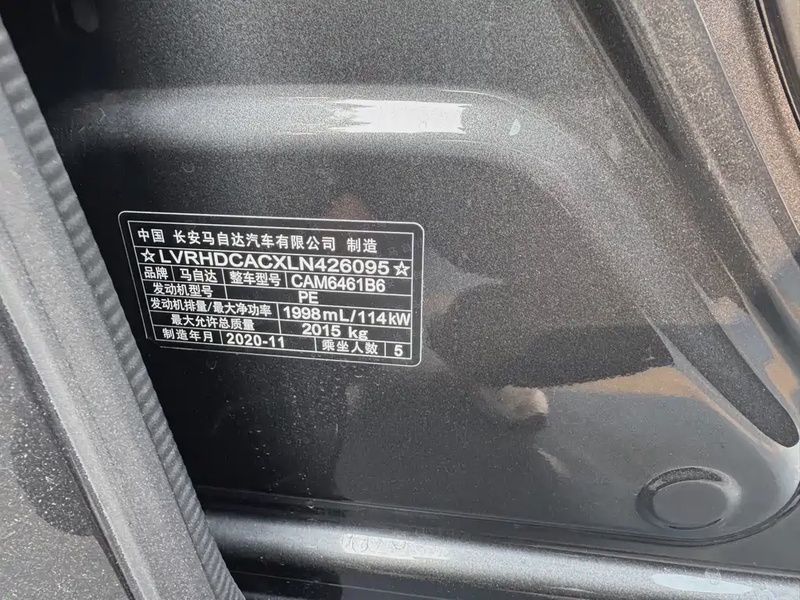 中国 长安马自达汽车有限公司 制造
☆LVRHDCACXLN426095☆
品牌 马自达 整车型号 CAM6461B6
发动机型号 PE
发动机排量/最大净功率 1998mL/114kW
最大允许总质量 2015 kg
制造年月 2020-11 乘坐人数 5